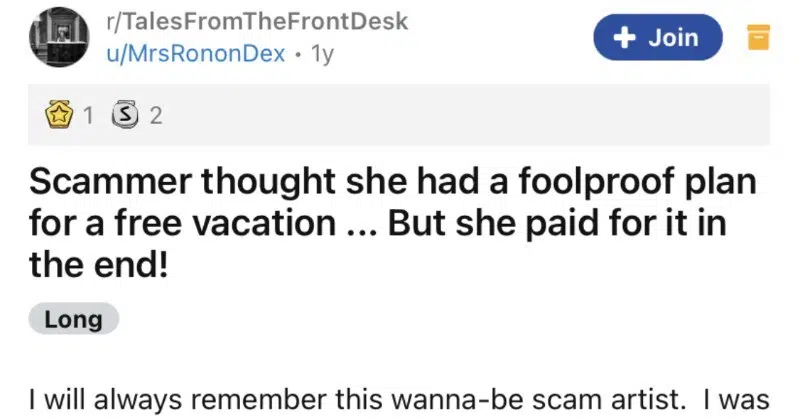 r/TalesFromTheFrontDesk
u/MrsRononDex • 1y
+ Join
1 S 2
Scammer thought she had a foolproof plan
for a free vacation ... But she paid for it in
the end!
Long
I will always remember this wanna-be scam artist.  I was